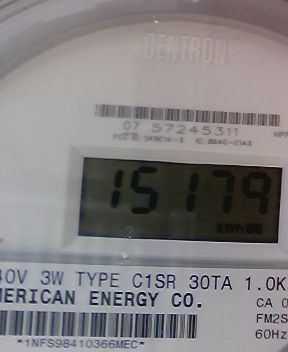 CENTRON®
07 57245311
15179
kWh
40V 3W TYPE C1SR 30TA 1.0K
MERICAN ENERGY CO.
CA 0
FM2S
60Hz
*1NFS98410366MEC*